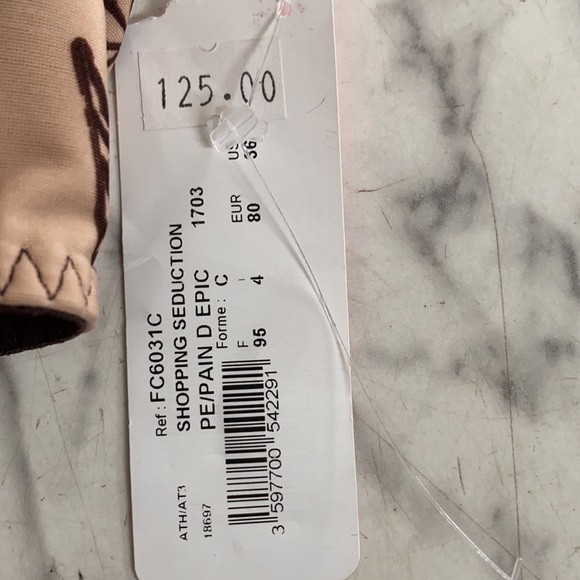 125.00
Ref : FC6031C
SHOPPING SEDUCTION
PE/PAIN D EPIC 1703
Forme : C
F I EUR US
95 4 80 36
3 597700 542291
ATH/AT3
18697